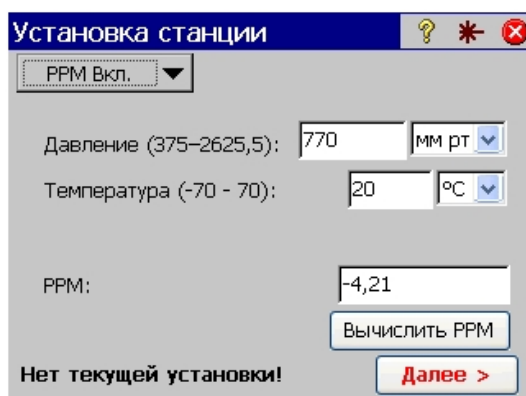 Установка станции ?
PPM Вкл.
Давление (375–2625,5): 770 мм рт
Температура (-70 - 70): 20 ºC
PPM: -4,21
Вычислить PPM
Нет текущей установки! Далее >